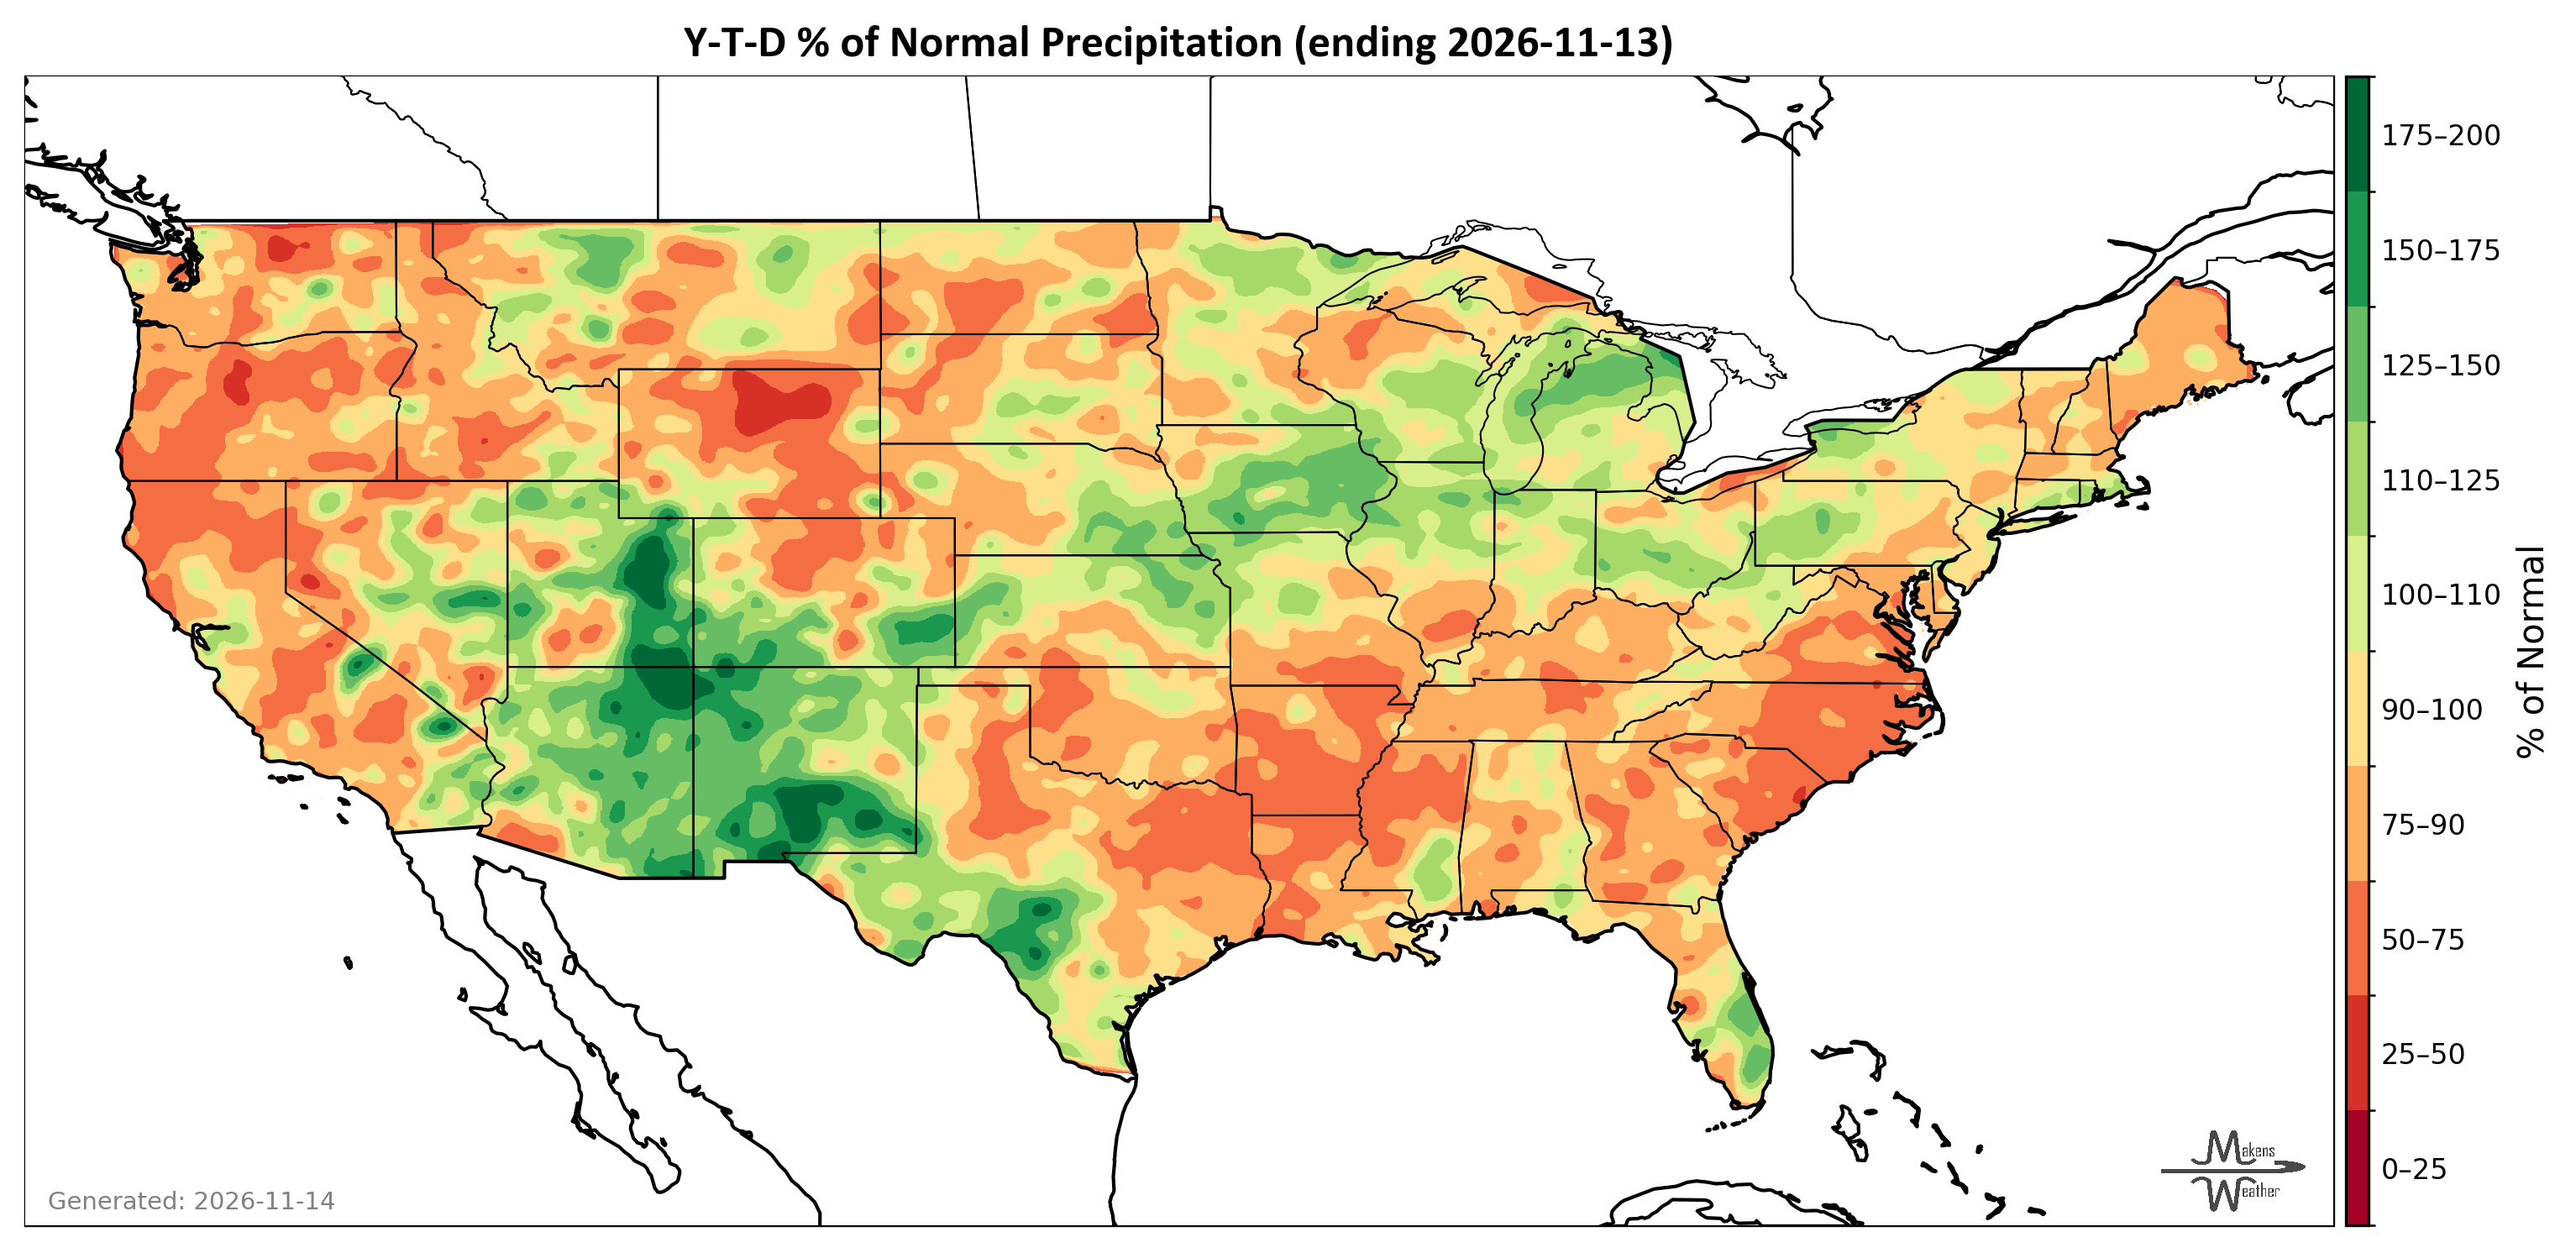 Y-T-D % of Normal Precipitation (ending 2026-11-13)
175–200
150–175
125–150
110–125
100–110
90–100
75–90
50–75
25–50
0–25
% of Normal
Generated: 2026-11-14
Makens
Weather